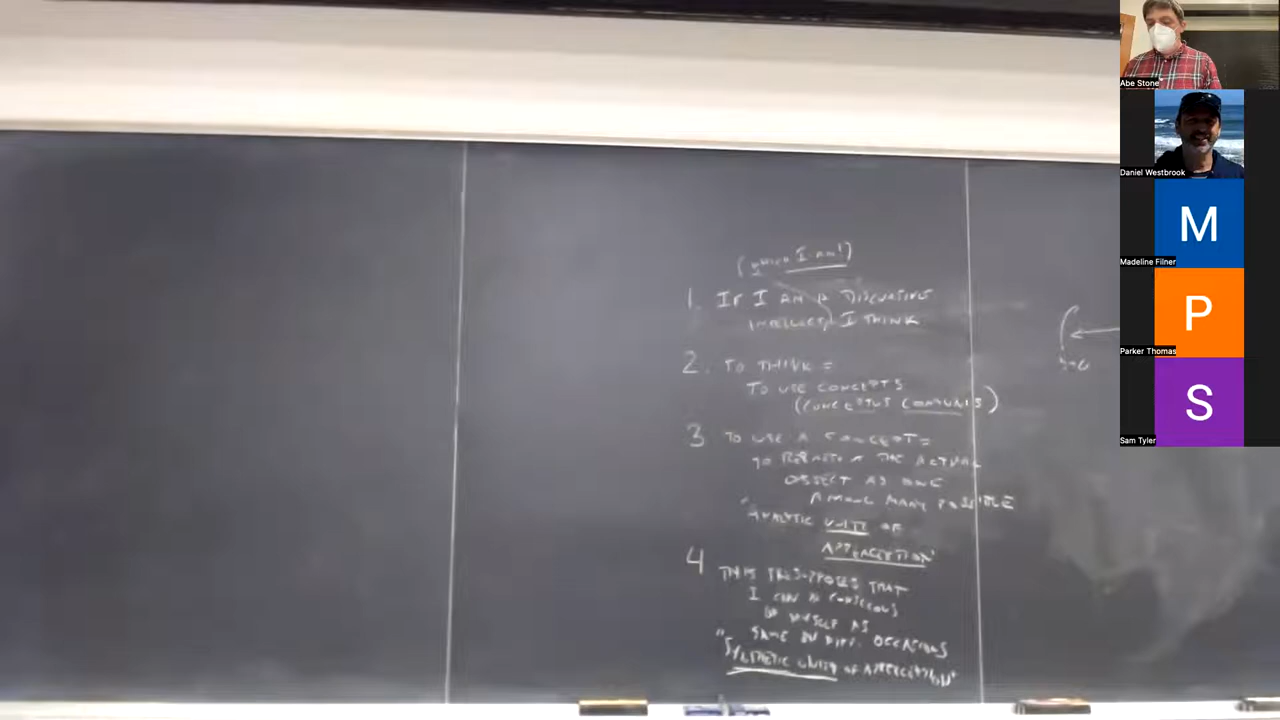 (which I am!)
1. IF I AM A DISCURSIVE
INTELLECT, I THINK
2. TO THINK =
TO USE CONCEPTS
(CONCEPTUS COMMUNIS)
3 TO USE A CONCEPT =
TO THE ACTUAL
OBJECT AS ONE
AMONG MANY POSSIBLE
"ANALYTIC UNITY OF
APPERCEPTION"
4 THIS PRESUPPOSES THAT
I CAN BE CONSCIOUS
OF MYSELF AS
SAME ON DIFF. OCCASIONS
"SYNTHETIC UNITY OF APPERCEPTION"
Abe Stone
Daniel Westbrook
M
Madeline Filner
P
Parker Thomas
S
Sam Tyler